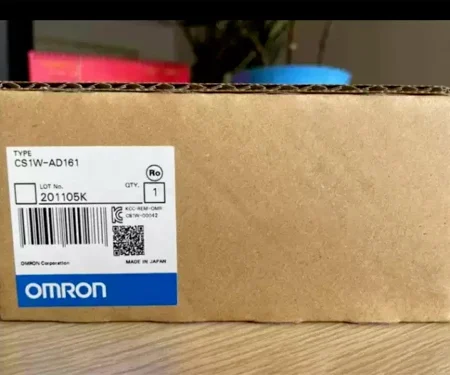 TYPE
CS1W-AD161
Ro
LOT No.
QTY.
201105K
1
KCC-REM-OMR-
CS1W-00042
OMRON Corporation
MADE IN JAPAN
OMRON